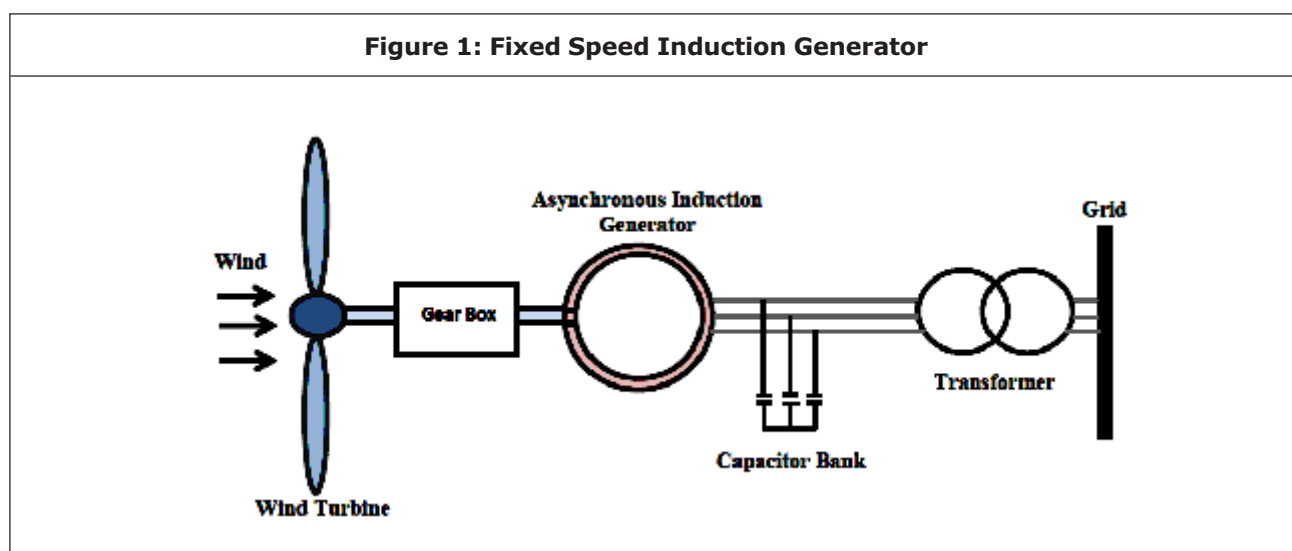 Figure 1: Fixed Speed Induction Generator
Asynchronous Induction
Generator
Grid
Wind
Gear Box
Transformer
Capacitor Bank
Wind Turbine